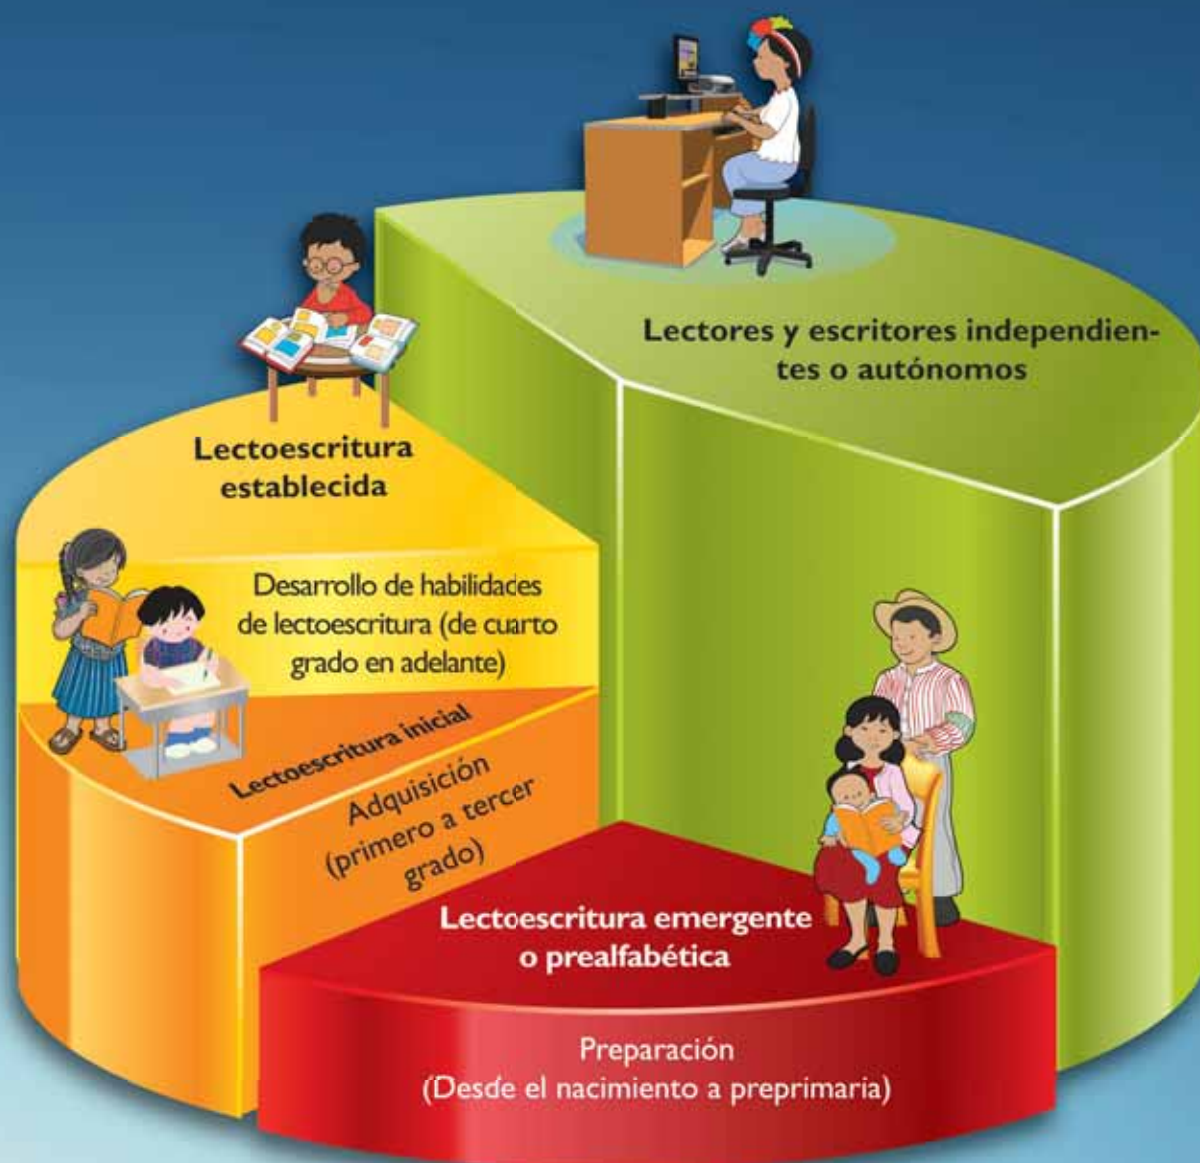 Lectores y escritores independien-
tes o autónomos
Lectoescritura
establecida
Desarrollo de habilidades
de lectoescritura (de cuarto
grado en adelante)
Lectoescritura inicial
Adquisición
(primero a tercer
grado)
Lectoescritura emergente
o prealfabética
Preparación
(Desde el nacimiento a preprimaria)